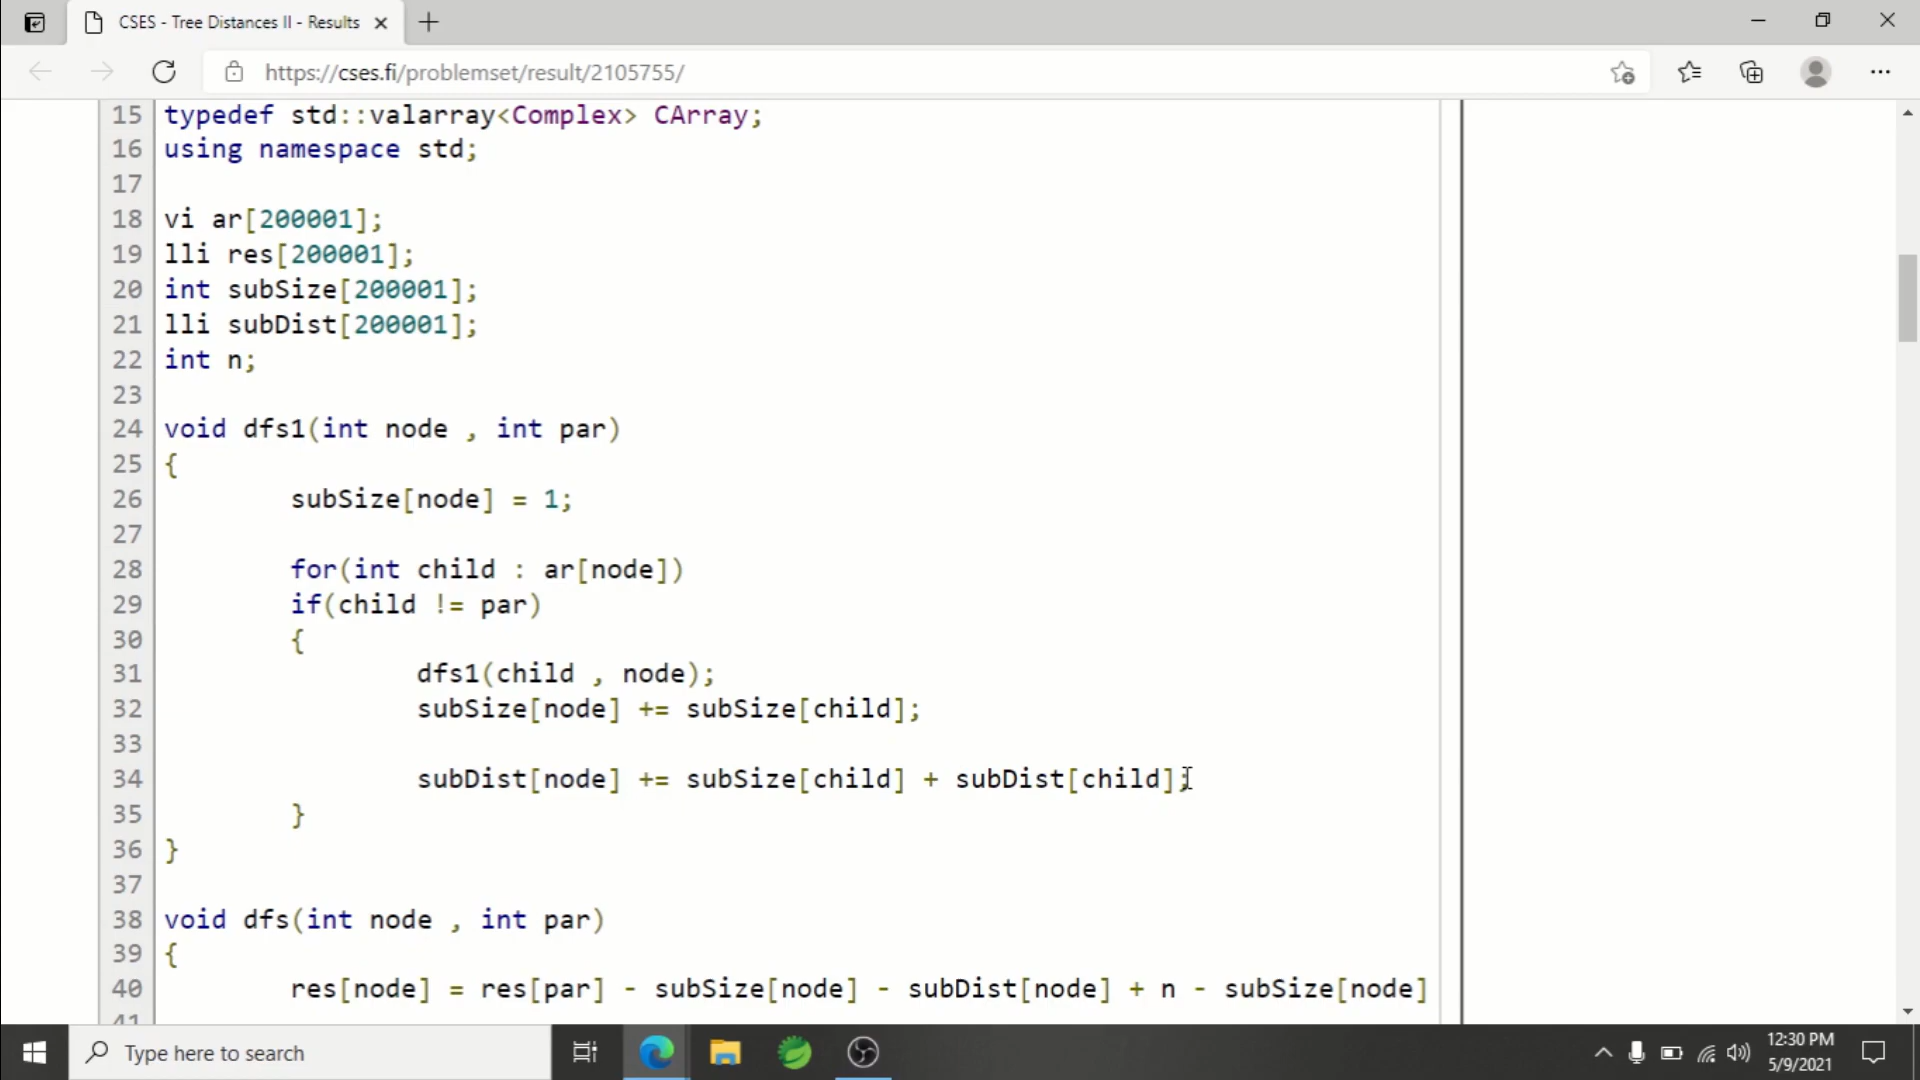 CSES - Tree Distances II - Results
https://cses.fi/problemset/result/2105755/
15 typedef std::valarray<Complex> CArray;
16 using namespace std;
17
18 vi ar[200001];
19 lli res[200001];
20 int subSize[200001];
21 lli subDist[200001];
22 int n;
23
24 void dfs1(int node , int par)
25 {
26 subSize[node] = 1;
27
28 for(int child : ar[node])
29 if(child != par)
30 {
31 dfs1(child , node);
32 subSize[node] += subSize[child];
33
34 subDist[node] += subSize[child] + subDist[child];
35 }
36 }
37
38 void dfs(int node , int par)
39 {
40 res[node] = res[par] - subSize[node] - subDist[node] + n - subSize[node]
41
Type here to search
12:30 PM
5/9/2021